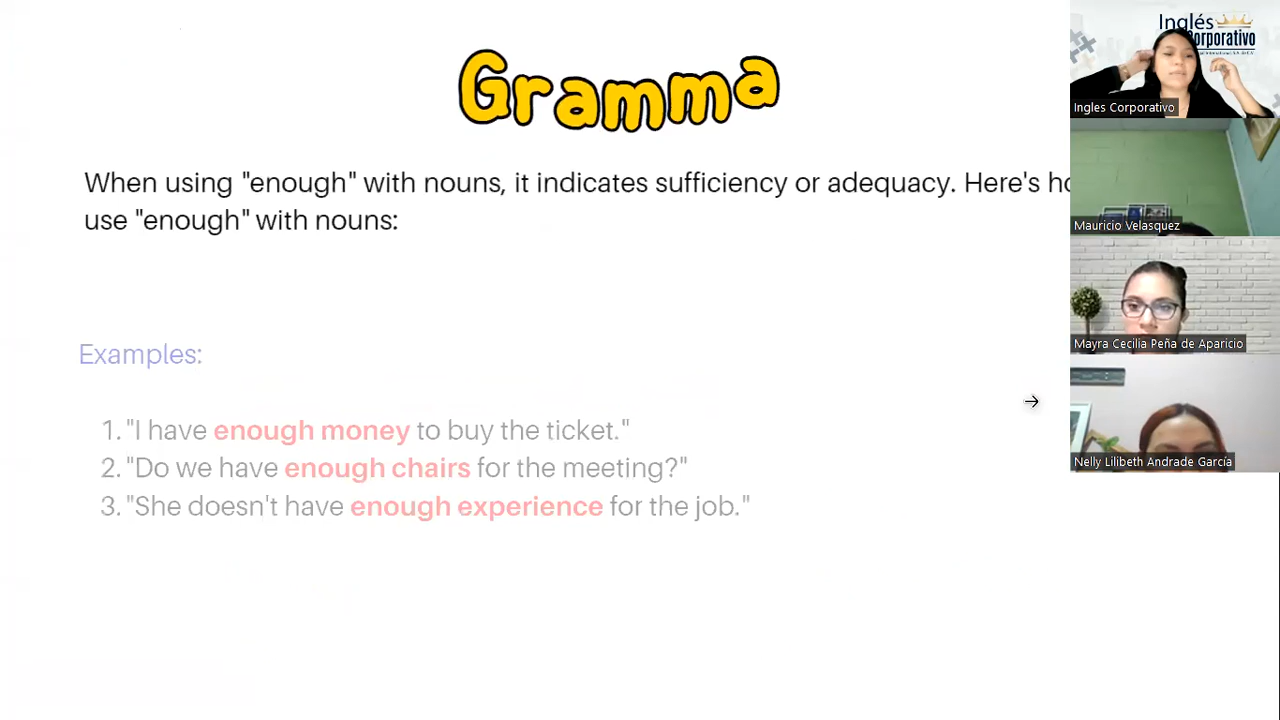 Gramma
When using "enough" with nouns, it indicates sufficiency or adequacy. Here's
use "enough" with nouns:
Examples:
1. "I have enough money to buy the ticket."
2. "Do we have enough chairs for the meeting?"
3. "She doesn't have enough experience for the job."
Inglés
Corporativo
Ingles Corporativo
Mauricio Velasquez
Mayra Cecilia Peña de Aparicio
Nelly Lilibeth Andrade García